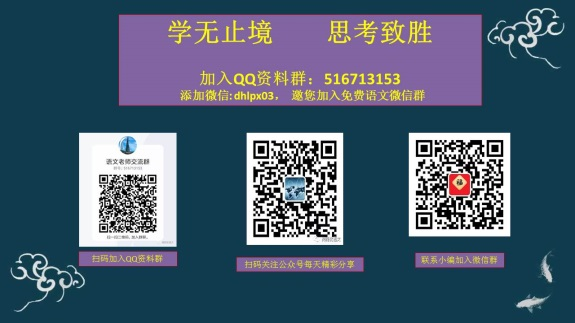 学无止境 思考致胜
加入QQ资料群：516713153
添加微信: dhlpx03， 邀您加入免费语文微信群
语文老师交流群
扫码加入QQ资料群
扫码关注公众号每天精彩分享
联系小编加入微信群